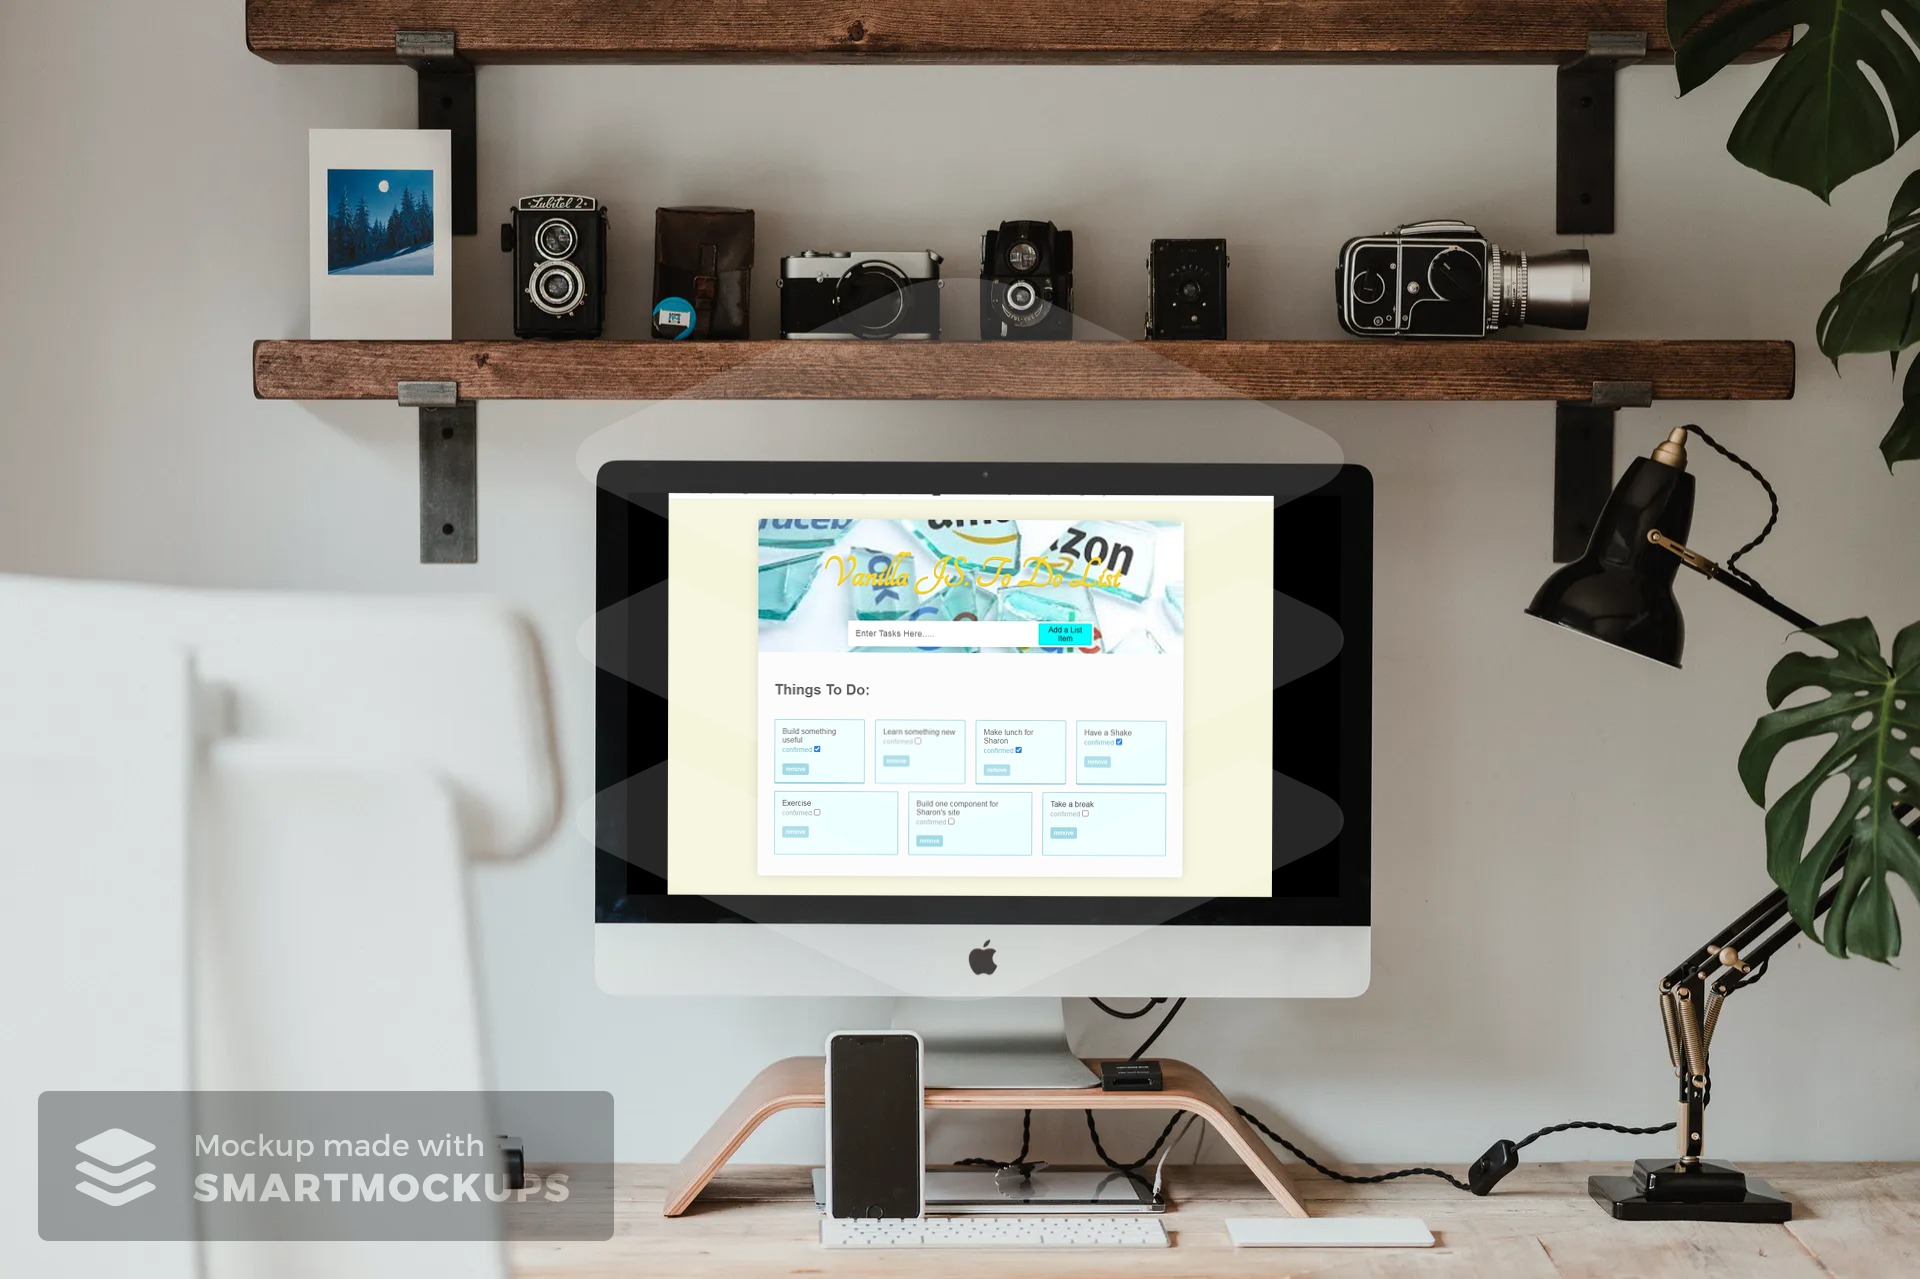 Lubitel 2
faceb
zon
Vanilla JS To Do List
Enter Tasks Here.....
Add a List
Item
Things To Do:
Build something
useful
confirmed
remove
Learn something new
confirmed
remove
Make lunch for
Sharon
confirmed
remove
Have a Shake
confirmed
remove
Exercise
confirmed
remove
Build one component for
Sharon's site
confirmed
remove
Take a break
confirmed
remove
Mockup made with
SMARTMOCKUPS